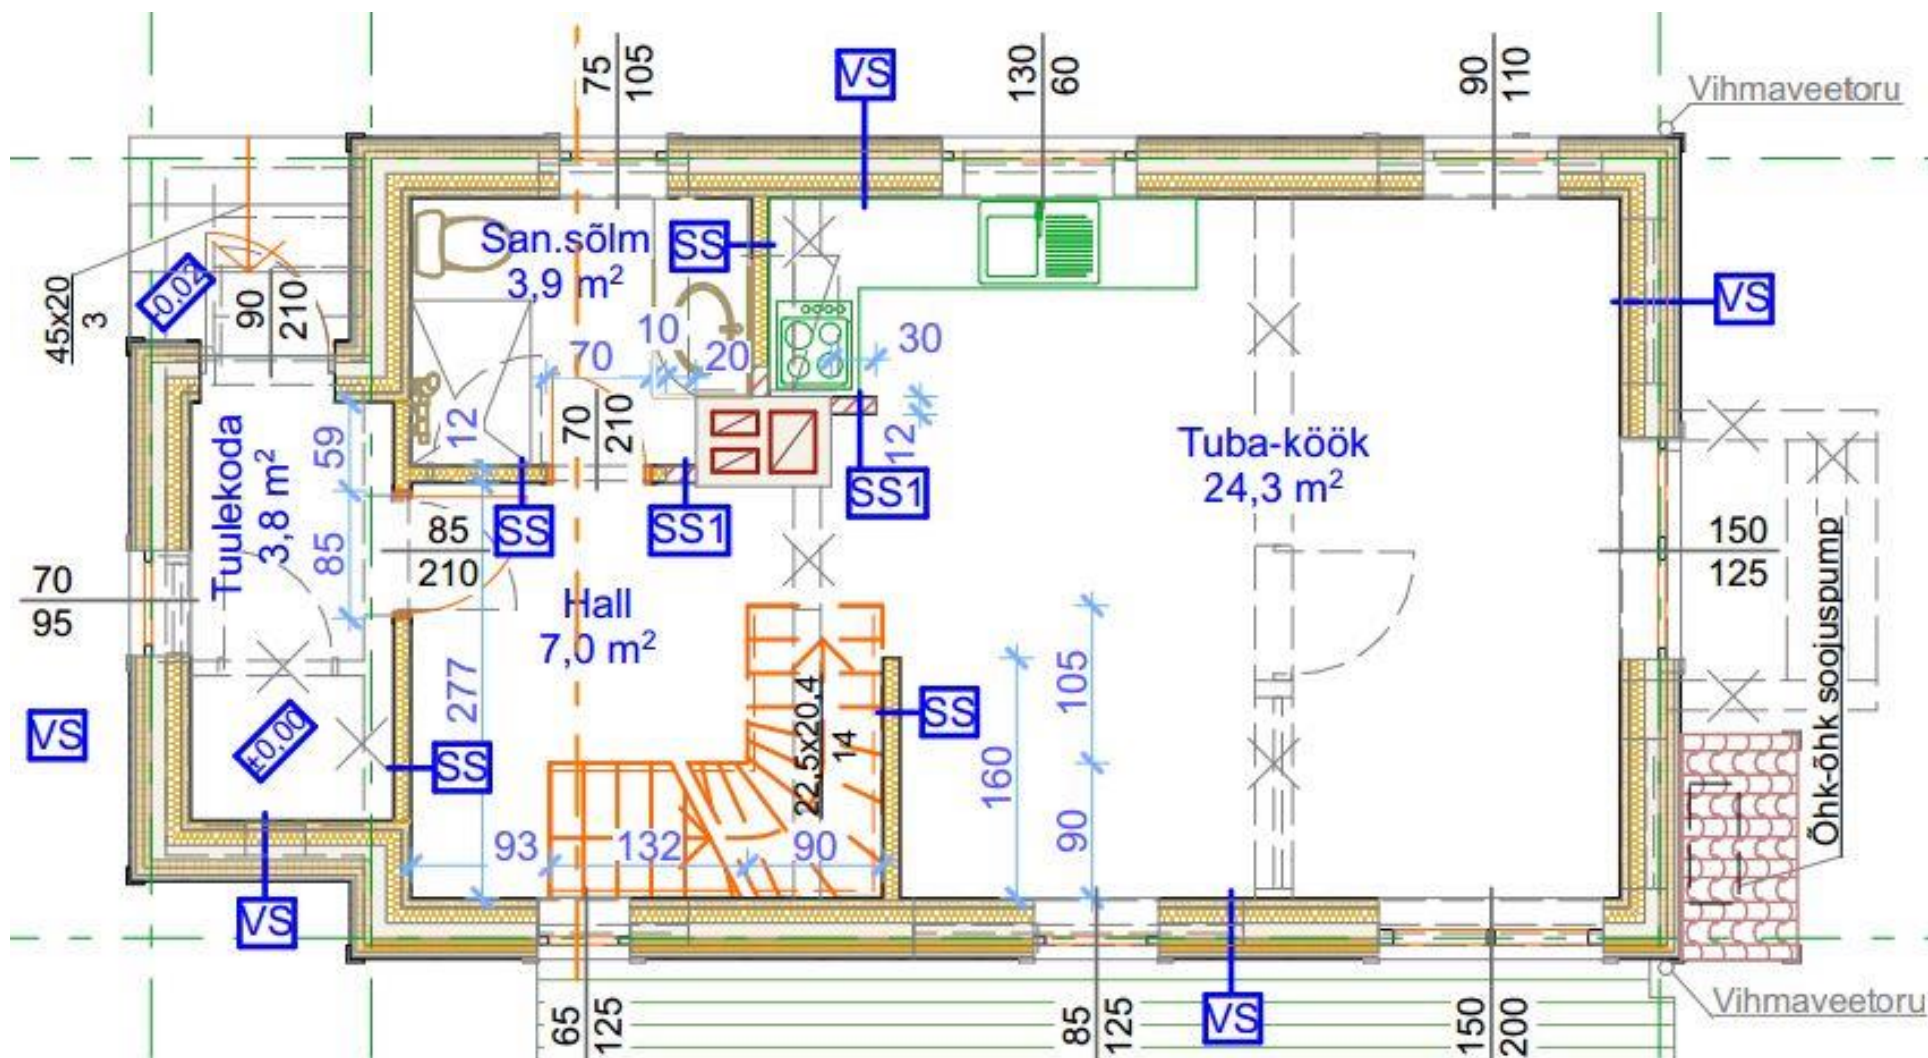 75
105
VS
130
60
90
110
Vihmaveetoru
San.sõlm
3,9 m²
SS
VS
-0,02
90
210
45x20
3
10
70
20
30
70
210
12
12
59
Tuulekoda
3,8 m²
Tuba-köök
24,3 m²
SS
SS1
SS1
85
210
85
150
125
Õhk-õhk soojuspump
70
95
Hall
7,0 m²
277
22,5x20,4
14
SS
105
160
90
VS
±0,00
SS
93
132
90
VS
65
125
85
125
VS
150
200
Vihmaveetoru